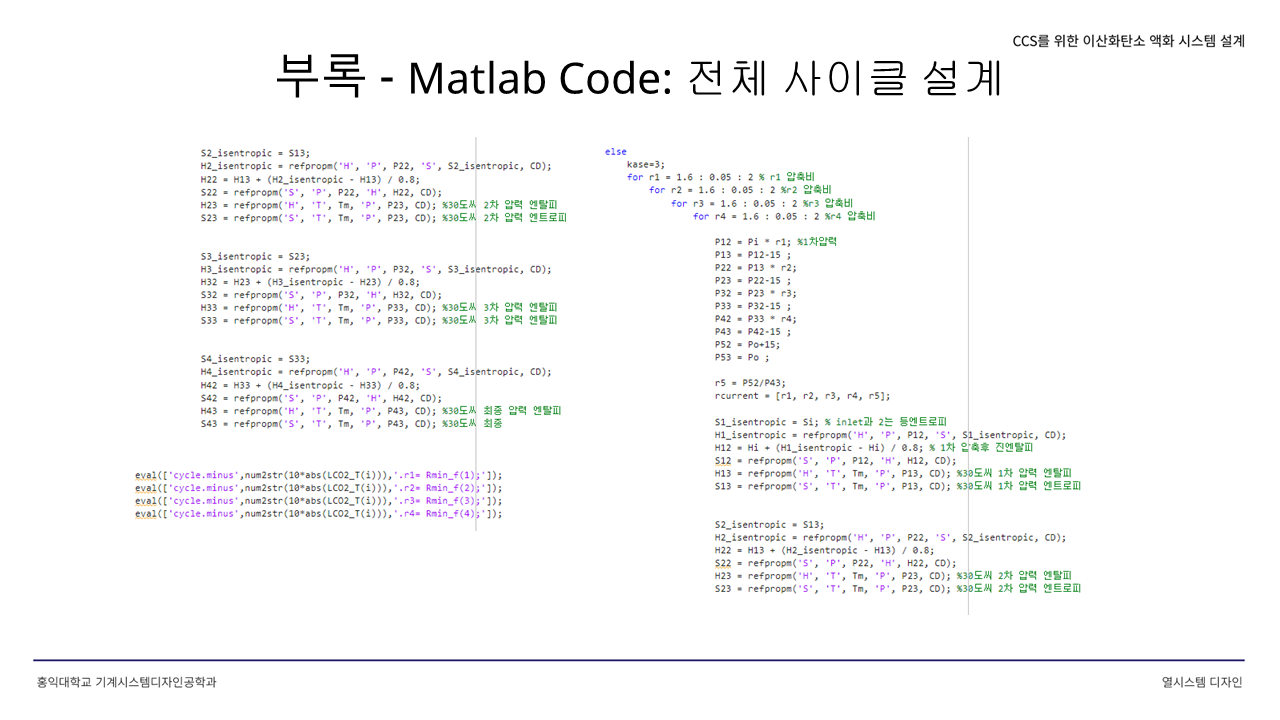 CCS를 위한 이산화탄소 액화 시스템 설계
부록 - Matlab Code: 전체 사이클 설계
S2_isentropic = S13;
H2_isentropic = refpropm('H', 'P', P22, 'S', S2_isentropic, CD);
H22 = H13 + (H2_isentropic - H13) / 0.8;
S22 = refpropm('S', 'P', P22, 'H', H22, CD);
H23 = refpropm('H', 'T', Tm, 'P', P23, CD); %30도씨 2차 압력 엔탈피
S23 = refpropm('S', 'T', Tm, 'P', P23, CD); %30도씨 2차 압력 엔트로피
S3_isentropic = S23;
H3_isentropic = refpropm('H', 'P', P32, 'S', S3_isentropic, CD);
H32 = H23 + (H3_isentropic - H23) / 0.8;
S32 = refpropm('S', 'P', P32, 'H', H32, CD);
H33 = refpropm('H', 'T', Tm, 'P', P33, CD); %30도씨 3차 압력 엔탈피
S33 = refpropm('S', 'T', Tm, 'P', P33, CD); %30도씨 3차 압력 엔탈피
S4_isentropic = S33;
H4_isentropic = refpropm('H', 'P', P42, 'S', S4_isentropic, CD);
H42 = H33 + (H4_isentropic - H33) / 0.8;
S42 = refpropm('S', 'P', P42, 'H', H42, CD);
H43 = refpropm('H', 'T', Tm, 'P', P43, CD); %30도씨 최종 압력 엔탈피
S43 = refpropm('S', 'T', Tm, 'P', P43, CD); %30도씨 최종
eval(['cycle.minus',num2str(10*abs(LCO2_T(i))),'.r1= Rmin_f(1);']);
eval(['cycle.minus',num2str(10*abs(LCO2_T(i))),'.r2= Rmin_f(2);']);
eval(['cycle.minus',num2str(10*abs(LCO2_T(i))),'.r3= Rmin_f(3);']);
eval(['cycle.minus',num2str(10*abs(LCO2_T(i))),'.r4= Rmin_f(4);']);
else
kase=3;
for r1 = 1.6 : 0.05 : 2 % r1 압축비
for r2 = 1.6 : 0.05 : 2 %r2 압축비
for r3 = 1.6 : 0.05 : 2 %r3 압축비
for r4 = 1.6 : 0.05 : 2 %r4 압축비
P12 = Pi * r1; %1차압력
P13 = P12-15 ;
P22 = P13 * r2;
P23 = P22-15 ;
P32 = P23 * r3;
P33 = P32-15 ;
P42 = P33 * r4;
P43 = P42-15 ;
P52 = Po+15;
P53 = Po ;
r5 = P52/P43;
rcurrent = [r1, r2, r3, r4, r5];
S1_isentropic = Si; % inlet과 2는 등엔트로피
H1_isentropic = refpropm('H', 'P', P12, 'S', S1_isentropic, CD);
H12 = Hi + (H1_isentropic - Hi) / 0.8; % 1차 압축후 진엔탈피
S12 = refpropm('S', 'P', P12, 'H', H12, CD);
H13 = refpropm('H', 'T', Tm, 'P', P13, CD); %30도씨 1차 압력 엔탈피
S13 = refpropm('S', 'T', Tm, 'P', P13, CD); %30도씨 1차 압력 엔트로피
S2_isentropic = S13;
H2_isentropic = refpropm('H', 'P', P22, 'S', S2_isentropic, CD);
H22 = H13 + (H2_isentropic - H13) / 0.8;
S22 = refpropm('S', 'P', P22, 'H', H22, CD);
H23 = refpropm('H', 'T', Tm, 'P', P23, CD); %30도씨 2차 압력 엔탈피
S23 = refpropm('S', 'T', Tm, 'P', P23, CD); %30도씨 2차 압력 엔트로피
홍익대학교 기계시스템디자인공학과
열시스템 디자인